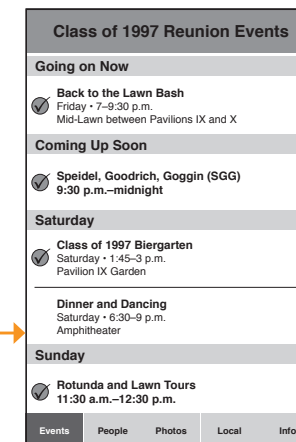 Class of 1997 Reunion Events
Going on Now
Back to the Lawn Bash
Friday • 7–9:30 p.m.
Mid-Lawn between Pavilions IX and X
Coming Up Soon
Speidel, Goodrich, Goggin (SGG)
9:30 p.m.–midnight
Saturday
Class of 1997 Biergarten
Saturday • 1:45–3 p.m.
Pavilion IX Garden
Dinner and Dancing
Saturday • 6:30–9 p.m.
Amphitheater
Sunday
Rotunda and Lawn Tours
11:30 a.m.–12:30 p.m.
Events People Photos Local Info